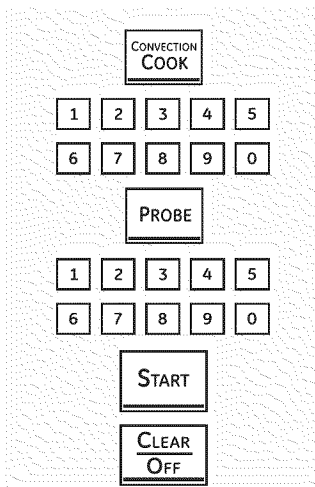 CONVECTION
COOK
1 2 3 4 5
6 7 8 9 0
PROBE
1 2 3 4 5
6 7 8 9 0
START
CLEAR
OFF